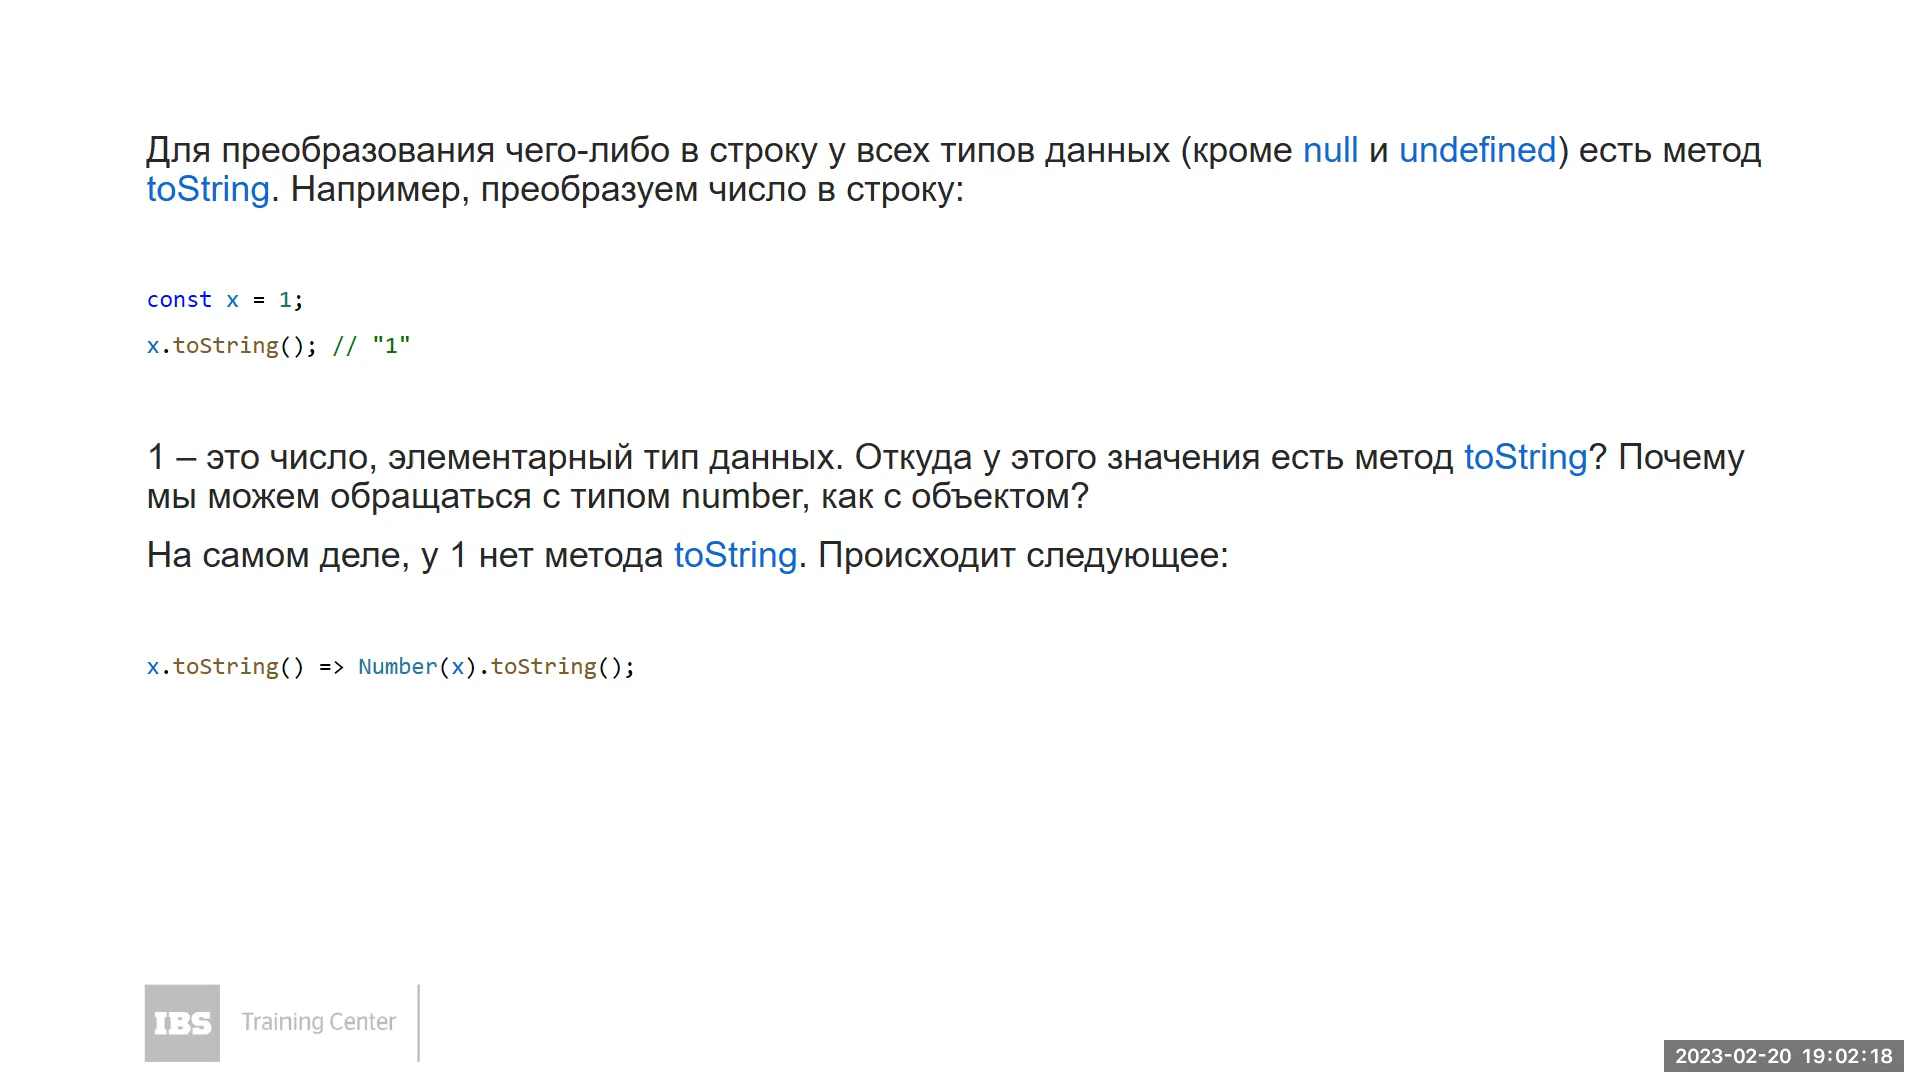 Для преобразования чего-либо в строку у всех типов данных (кроме null и undefined) есть метод
toString. Например, преобразуем число в строку:
const x = 1;
x.toString(); // "1"
1 – это число, элементарный тип данных. Откуда у этого значения есть метод toString? Почему
мы можем обращаться с типом number, как с объектом?
На самом деле, у 1 нет метода toString. Происходит следующее:
x.toString() => Number(x).toString();
IBS Training Center
2023-02-20 19:02:18